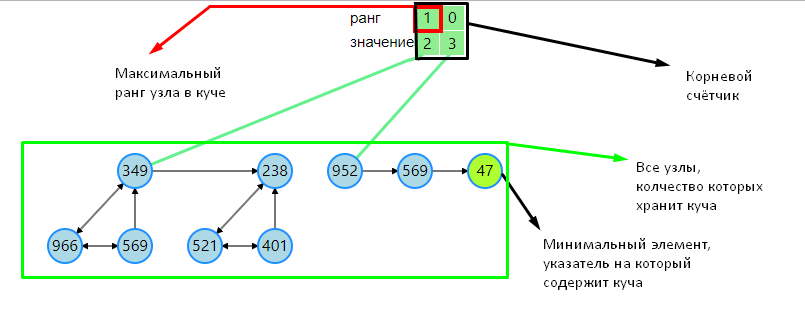 ранг 1 0
значение 2 3
Максимальный
ранг узла в куче
Корневой
счётчик
349 238 952 569 47
966 569 521 401
Все узлы,
колчество которых
хранит куча
Минимальный элемент,
указатель на который
содержит куча